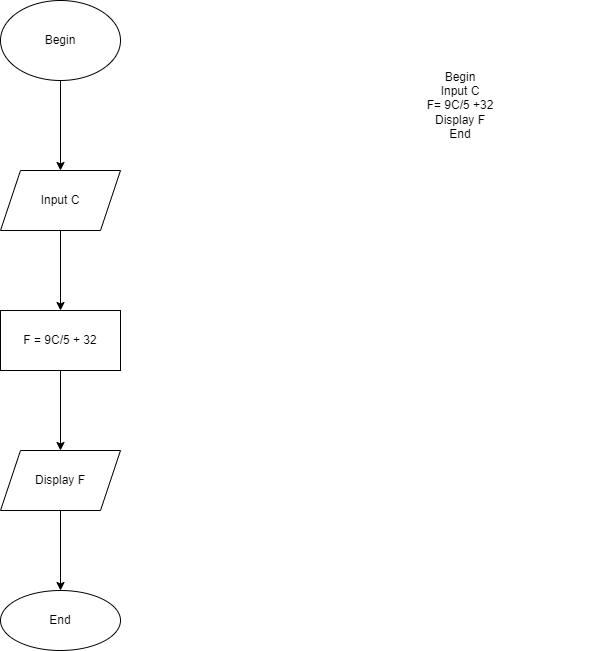 Begin
Input C
F = 9C/5 + 32
Display F
End
Begin
Input C
F= 9C/5 +32
Display F
End